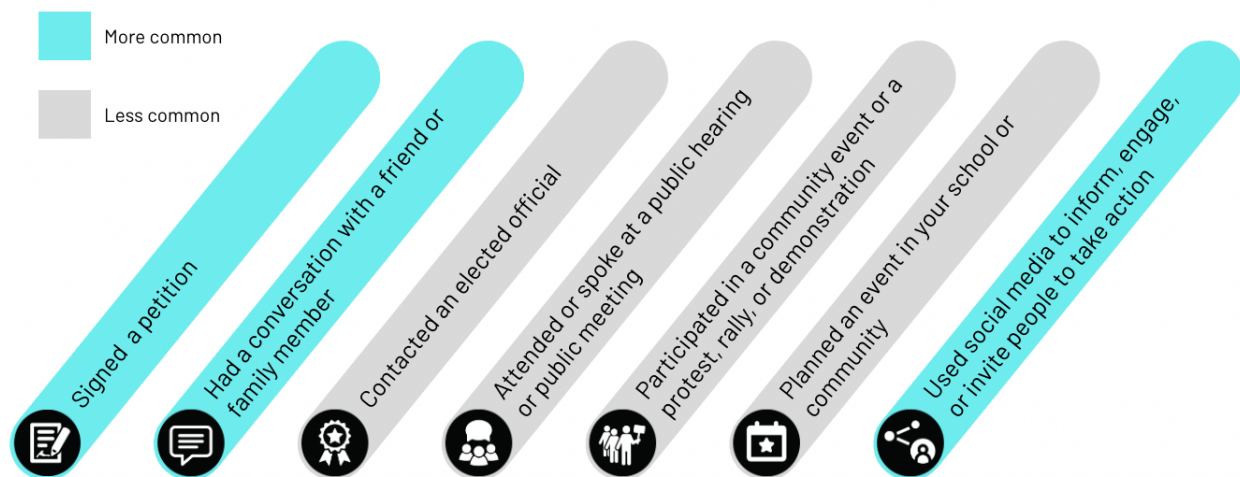 More common
Less common
Signed a petition
Had a conversation with a friend or
family member
Contacted an elected official
Attended or spoke at a public hearing
or public meeting
Participated in a community event or a
protest, rally, or demonstration
Planned an event in your school or
community
Used social media to inform, engage,
or invite people to take action